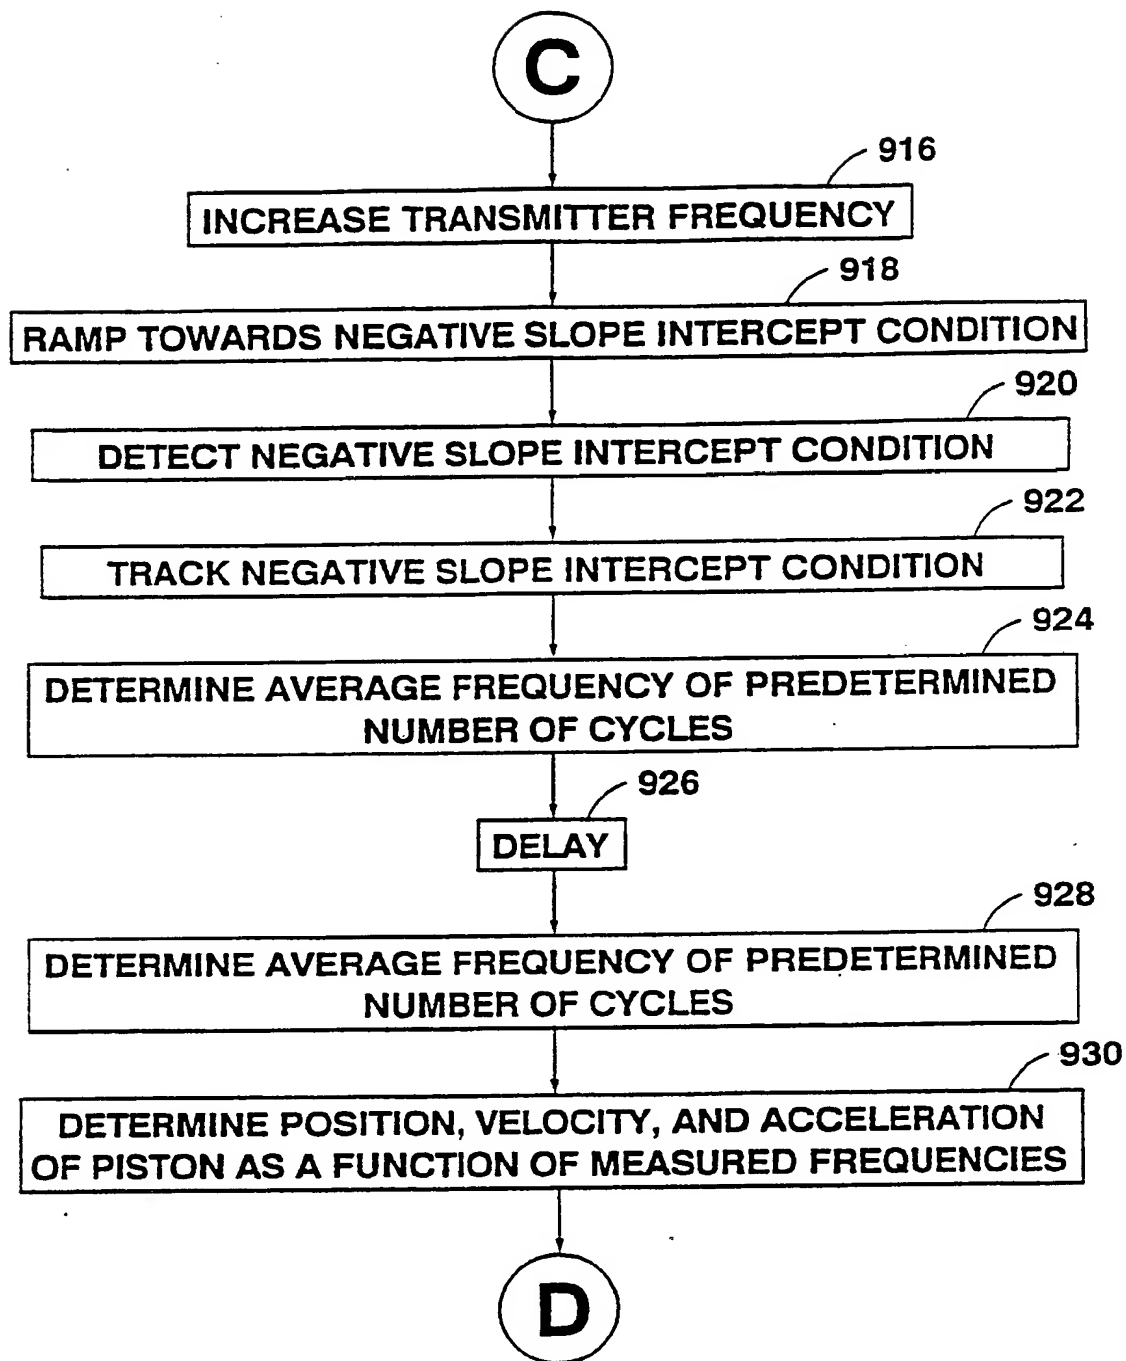 C
916
INCREASE TRANSMITTER FREQUENCY
918
RAMP TOWARDS NEGATIVE SLOPE INTERCEPT CONDITION
920
DETECT NEGATIVE SLOPE INTERCEPT CONDITION
922
TRACK NEGATIVE SLOPE INTERCEPT CONDITION
924
DETERMINE AVERAGE FREQUENCY OF PREDETERMINED
NUMBER OF CYCLES
926
DELAY
928
DETERMINE AVERAGE FREQUENCY OF PREDETERMINED
NUMBER OF CYCLES
930
DETERMINE POSITION, VELOCITY, AND ACCELERATION
OF PISTON AS A FUNCTION OF MEASURED FREQUENCIES
D